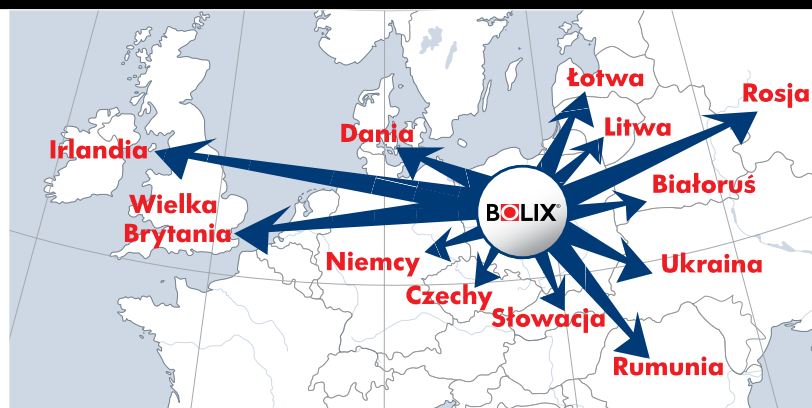 Łotwa
Rosja
Dania
Litwa
Irlandia
Białoruś
Wielka
Brytania
BOLIX®
Niemcy
Ukraina
Czechy
Słowacja
Rumunia